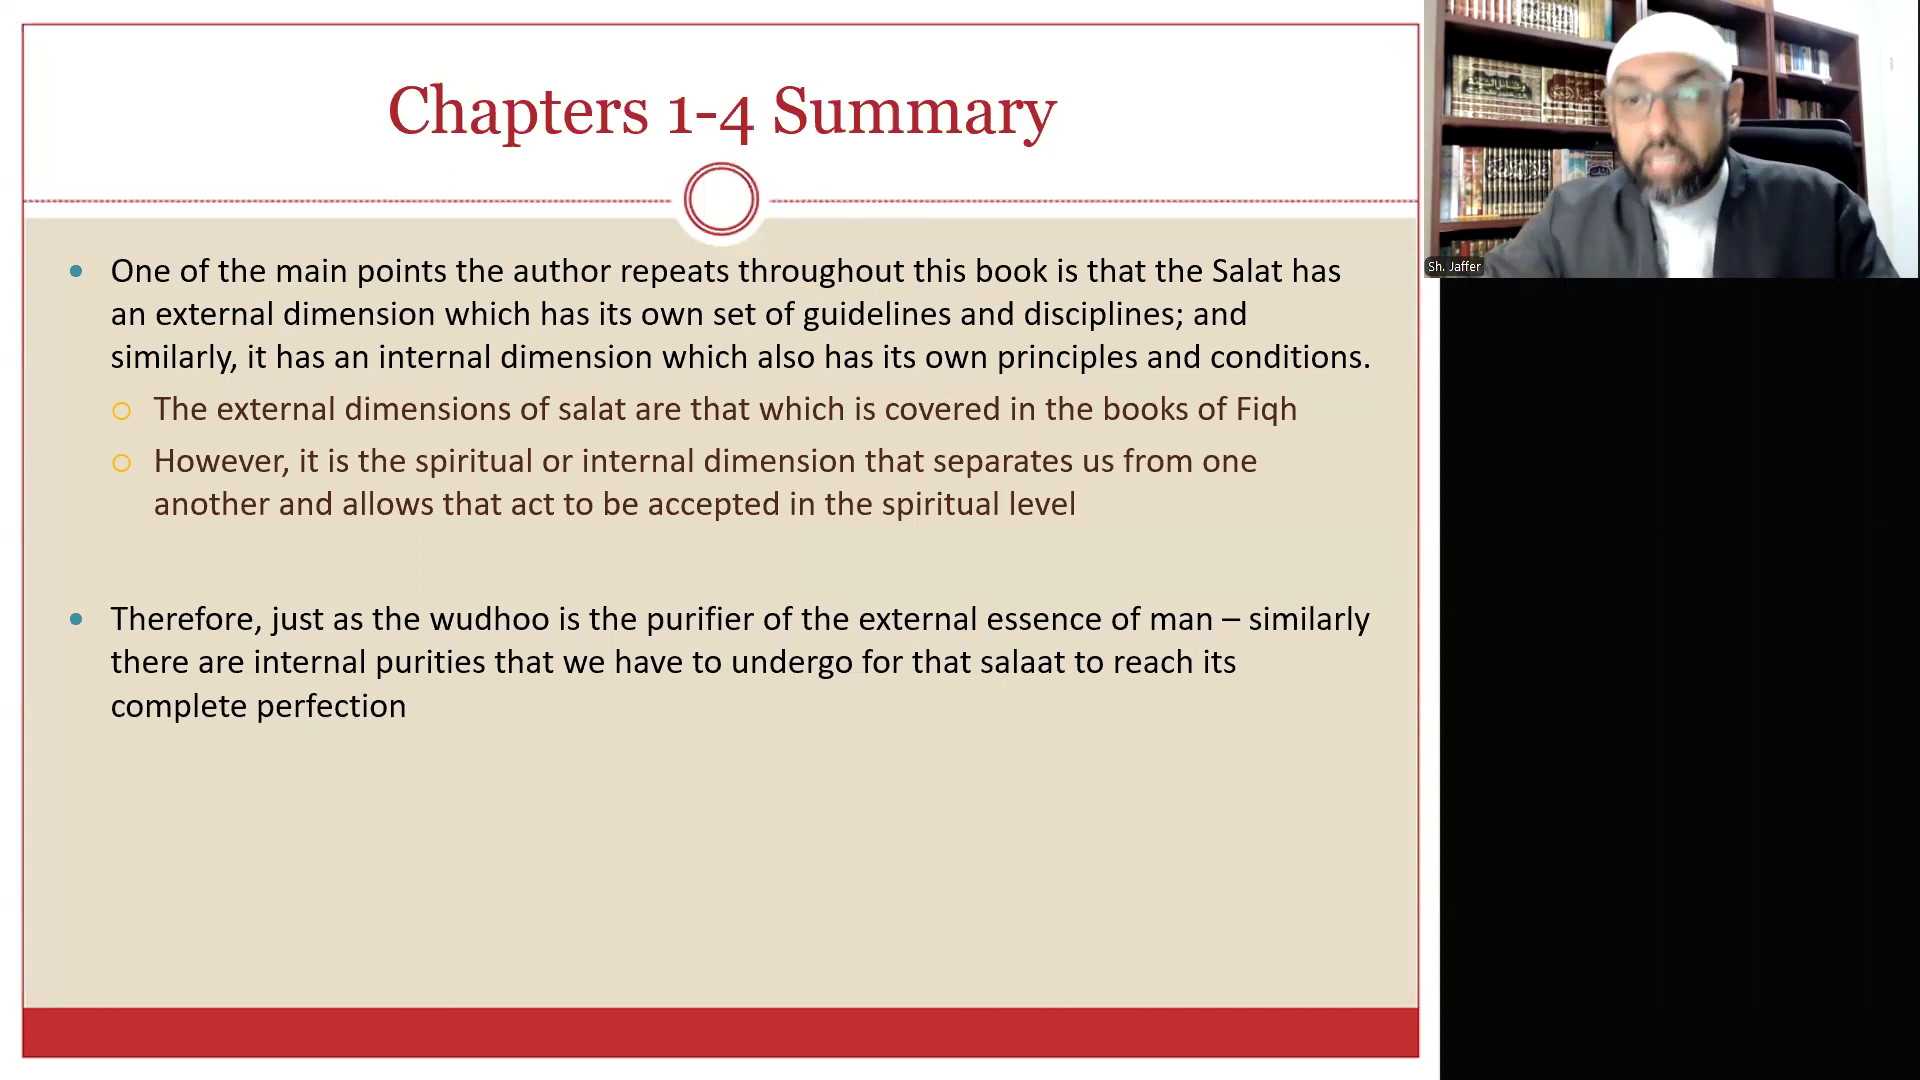 Chapters 1-4 Summary
One of the main points the author repeats throughout this book is that the Salat has
an external dimension which has its own set of guidelines and disciplines; and
similarly, it has an internal dimension which also has its own principles and conditions.
The external dimensions of salat are that which is covered in the books of Fiqh
However, it is the spiritual or internal dimension that separates us from one
another and allows that act to be accepted in the spiritual level
Therefore, just as the wudhoo is the purifier of the external essence of man – similarly
there are internal purities that we have to undergo for that salaat to reach its
complete perfection
Sh. Jaffer